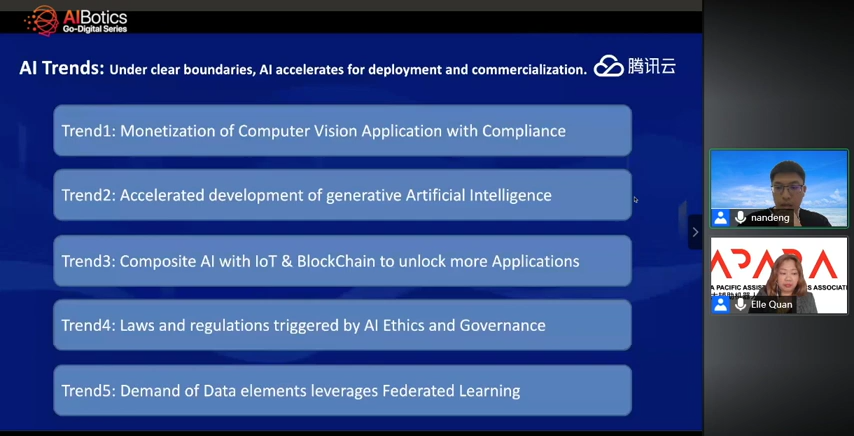 AIBotics
Go-Digital Series
AI Trends: Under clear boundaries, AI accelerates for deployment and commercialization.
腾讯云
Trend1: Monetization of Computer Vision Application with Compliance
Trend2: Accelerated development of generative Artificial Intelligence
Trend3: Composite AI with IoT & BlockChain to unlock more Applications
Trend4: Laws and regulations triggered by AI Ethics and Governance
Trend5: Demand of Data elements leverages Federated Learning
nandeng
APARA
A PACIFIC ASSIS
Elle Quan